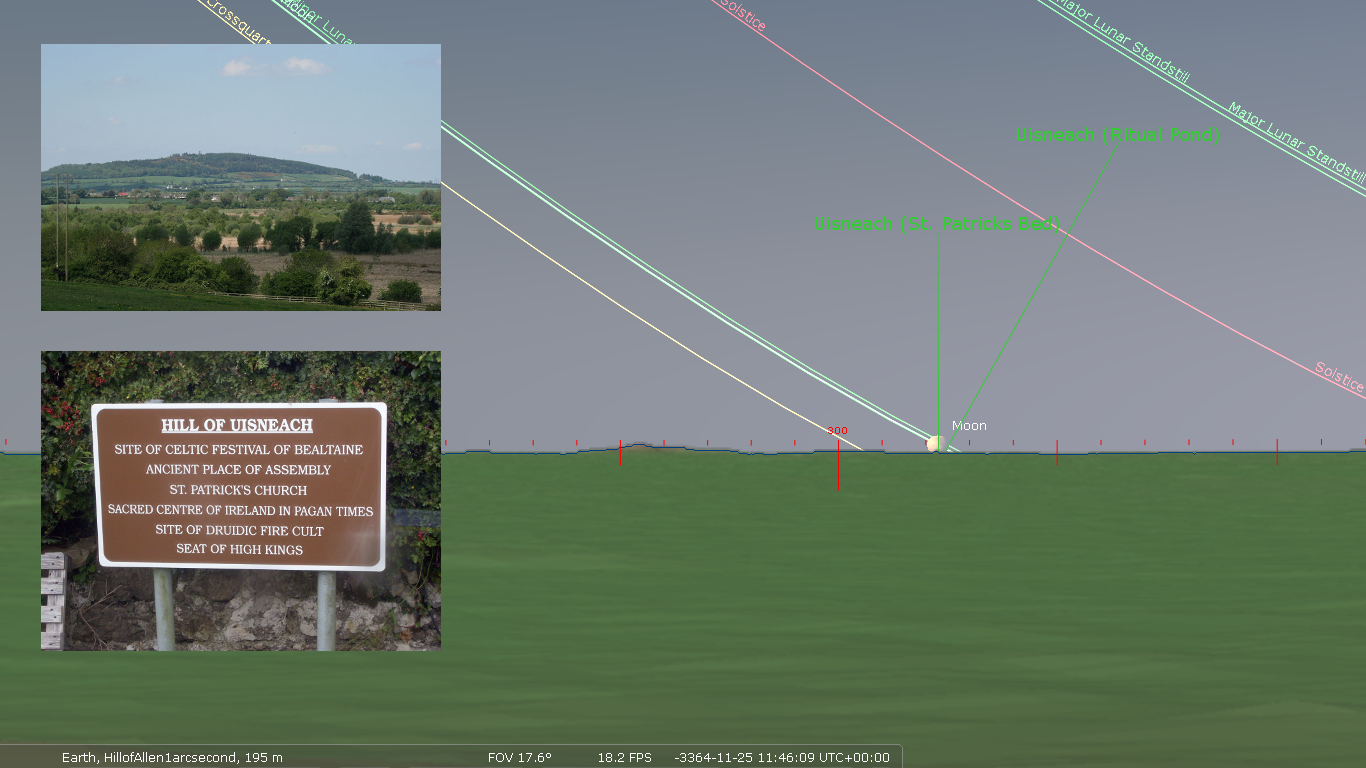 Crossquart
Minor Luna
Moon
Solstice
Major Lunar Standstill
Major Lunar Standstill
Uisneach (Ritual Pond)
Uisneach (St. Patricks Bed)
Solstice
Moon
300
HILL OF UISNEACH
SITE OF CELTIC FESTIVAL OF BEALTAINE
ANCIENT PLACE OF ASSEMBLY
ST. PATRICK'S CHURCH
SACRED CENTRE OF IRELAND IN PAGAN TIMES
SITE OF DRUIDIC FIRE CULT
SEAT OF HIGH KINGS
Earth, HillofAllen1arcsecond, 195 m FOV 17.6° 18.2 FPS -3364-11-25 11:46:09 UTC+00:00